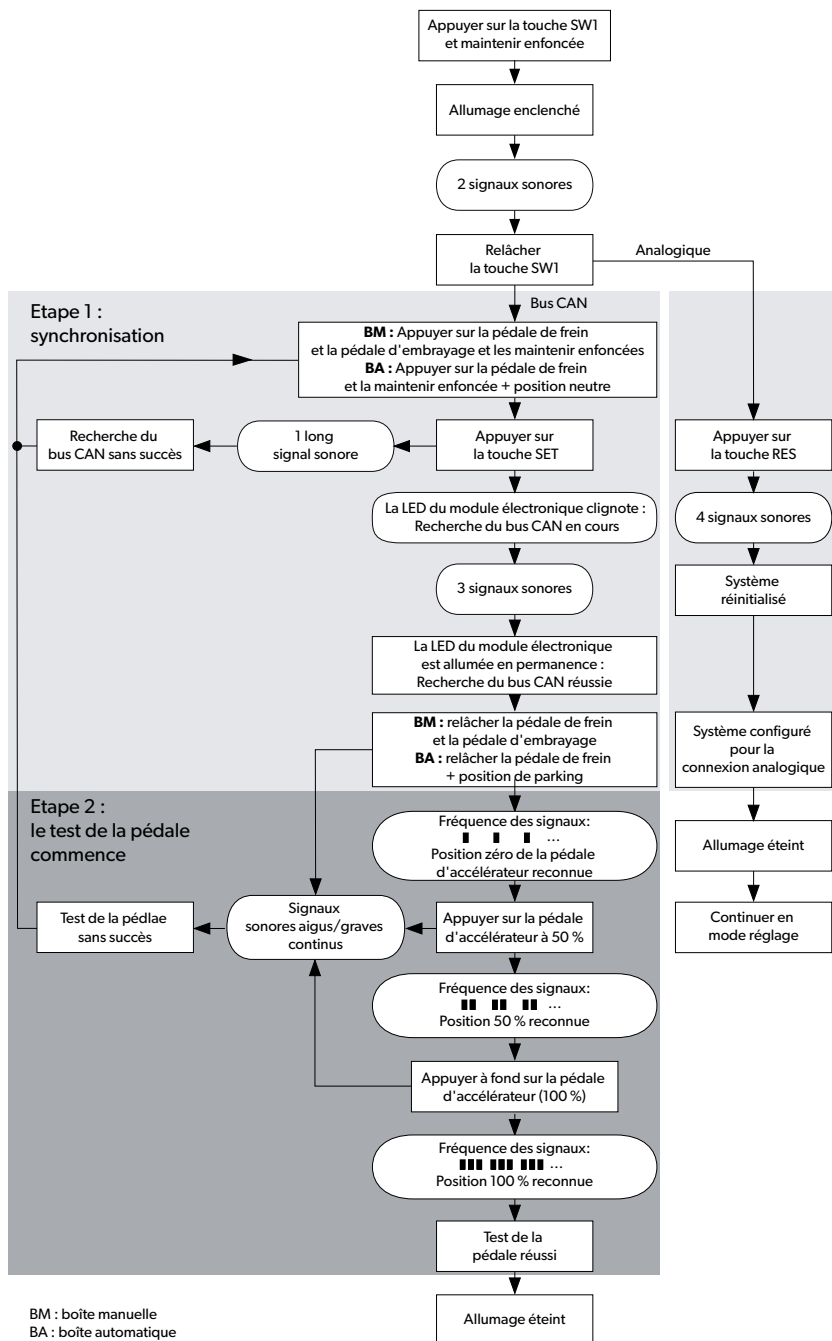 Appuyer sur la touche SW1
et maintenir enfoncée
Allumage enclenché
2 signaux sonores
Relâcher
la touche SW1
Analogique
Bus CAN
Etape 1 :
synchronisation
BM : Appuyer sur la pédale de frein
et la pédale d'embrayage et les maintenir enfoncées
BA : Appuyer sur la pédale de frein
et la maintenir enfoncée + position neutre
Recherche du
bus CAN sans succès
1 long
signal sonore
Appuyer sur
la touche SET
Appuyer sur
la touche RES
La LED du module électronique clignote :
Recherche du bus CAN en cours
4 signaux sonores
3 signaux sonores
Système
réinitialisé
La LED du module électronique
est allumée en permanence :
Recherche du bus CAN réussie
BM : relâcher la pédale de frein
et la pédale d'embrayage
BA : relâcher la pédale de frein
+ position de parking
Système configuré
pour la
connexion analogique
Etape 2 :
le test de la pédale
commence
Fréquence des signaux:
...
Position zéro de la pédale
d'accélérateur reconnue
Allumage éteint
Test de la pédlae
sans succès
Signaux
sonores aigus/graves
continus
Appuyer sur la pédale
d'accélérateur à 50 %
Continuer en
mode réglage
Fréquence des signaux:
...
Position 50 % reconnue
Appuyer à fond sur la pédale
d'accélérateur (100 %)
Fréquence des signaux:
...
Position 100 % reconnue
Test de la
pédale réussi
Allumage éteint
BM : boîte manuelle
BA : boîte automatique